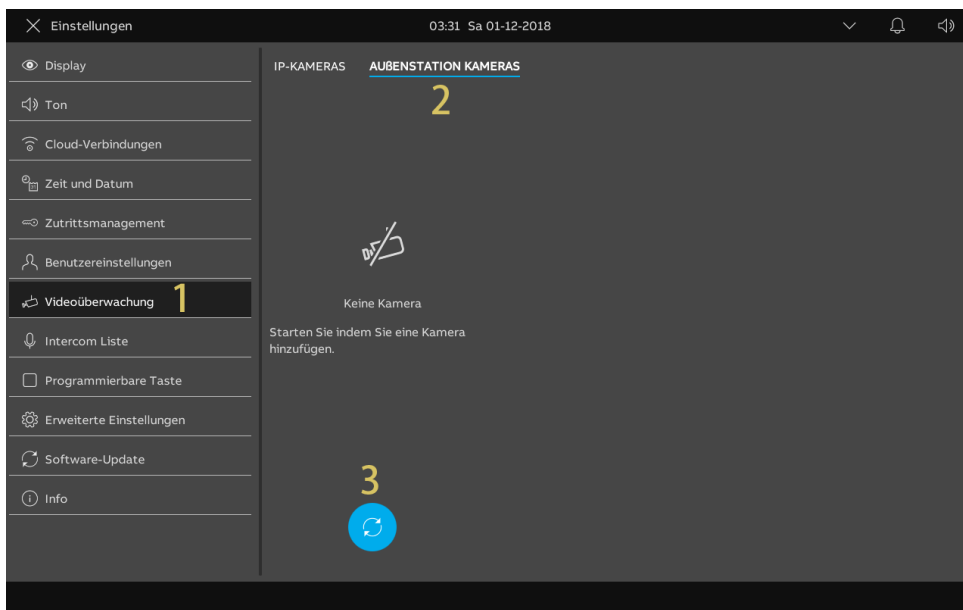 Einstellungen
03:31 Sa 01-12-2018
Display
Ton
Cloud-Verbindungen
Zeit und Datum
Zutrittsmanagement
Benutzereinstellungen
Videoüberwachung
1
Intercom Liste
Programmierbare Taste
Erweiterte Einstellungen
Software-Update
Info
IP-KAMERAS
AUßENSTATION KAMERAS
2
Keine Kamera
Starten Sie indem Sie eine Kamera
hinzufügen.
3